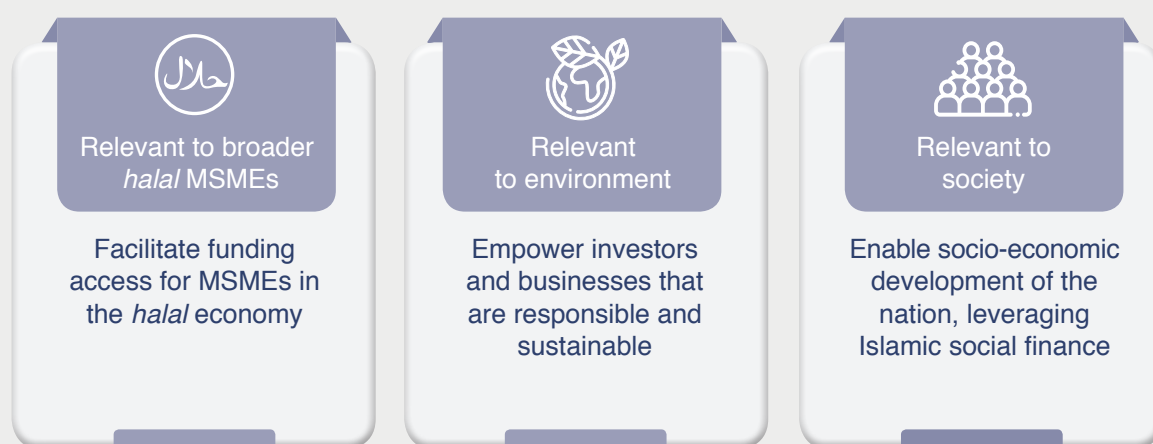 حلال
Relevant to broader
halal MSMEs
Facilitate funding
access for MSMEs in
the halal economy
Relevant
to environment
Empower investors
and businesses that
are responsible and
sustainable
Relevant to
society
Enable socio-economic
development of the
nation, leveraging
Islamic social finance